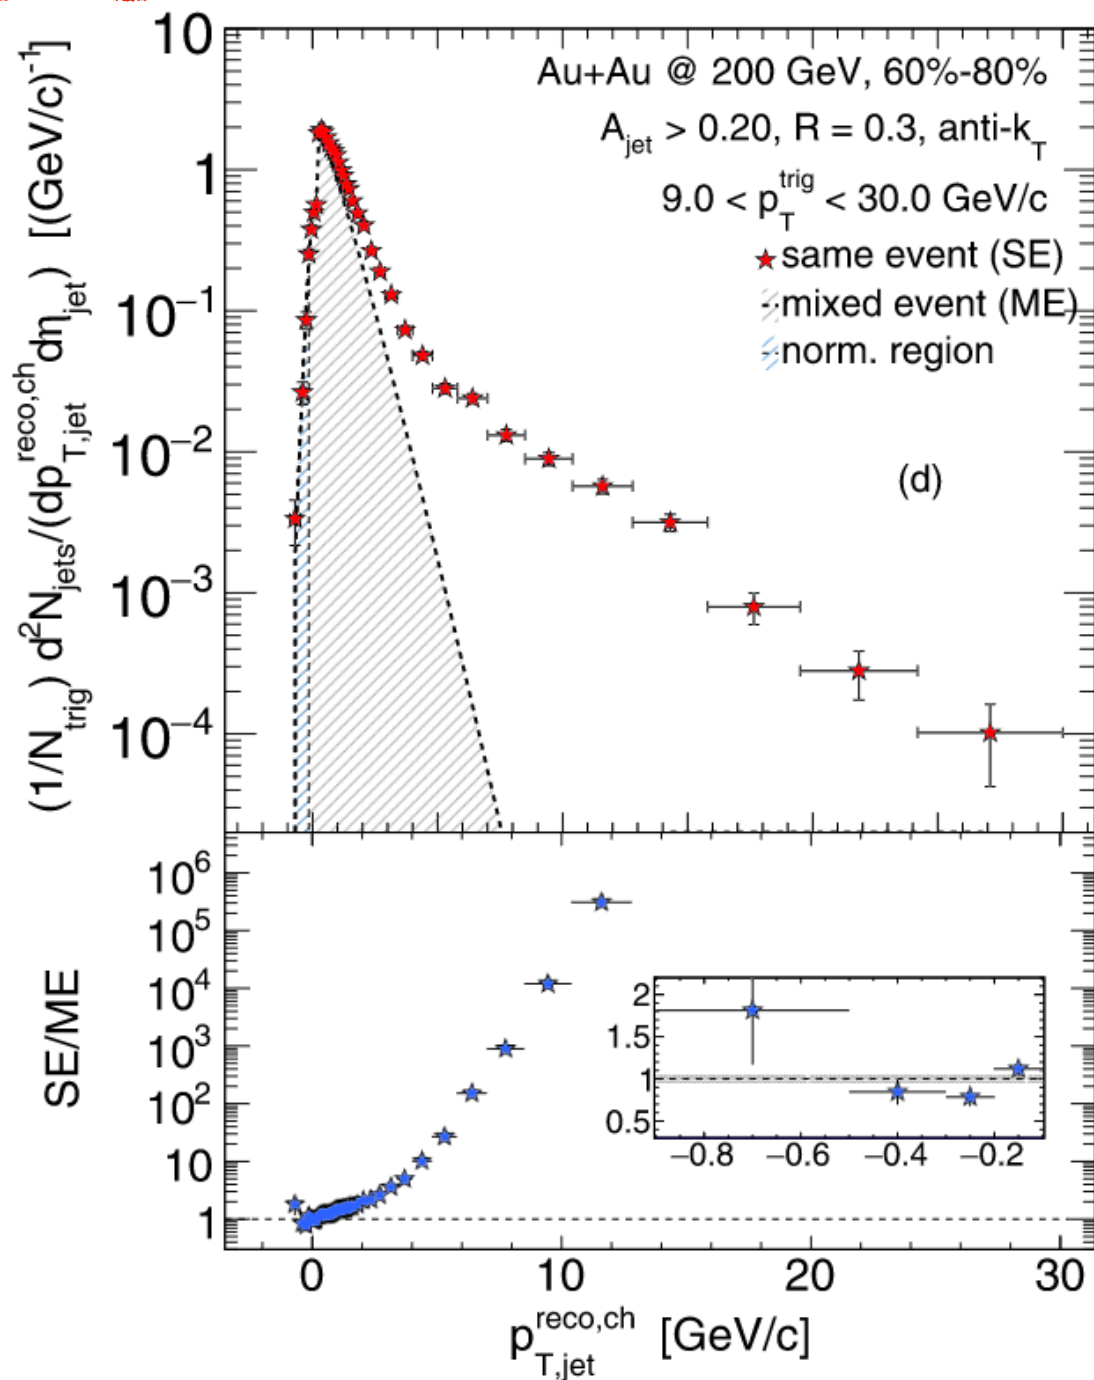 10
Au+Au @ 200 GeV, 60%-80%
A_jet > 0.20, R = 0.3, anti-k_T
9.0 < p_T^trig < 30.0 GeV/c
same event (SE)
mixed event (ME)
norm. region
(d)
1
10^−1
10^−2
10^−3
10^−4
(1/N_trig) d²N_jets/(dp_T,jet^reco,ch dη_jet) [(GeV/c)^-1]
10^6
10^5
10^4
10^3
10^2
10
1
SE/ME
2
1.5
1
0.5
−0.8 −0.6 −0.4 −0.2
0 10 20 30
p_T,jet^reco,ch [GeV/c]